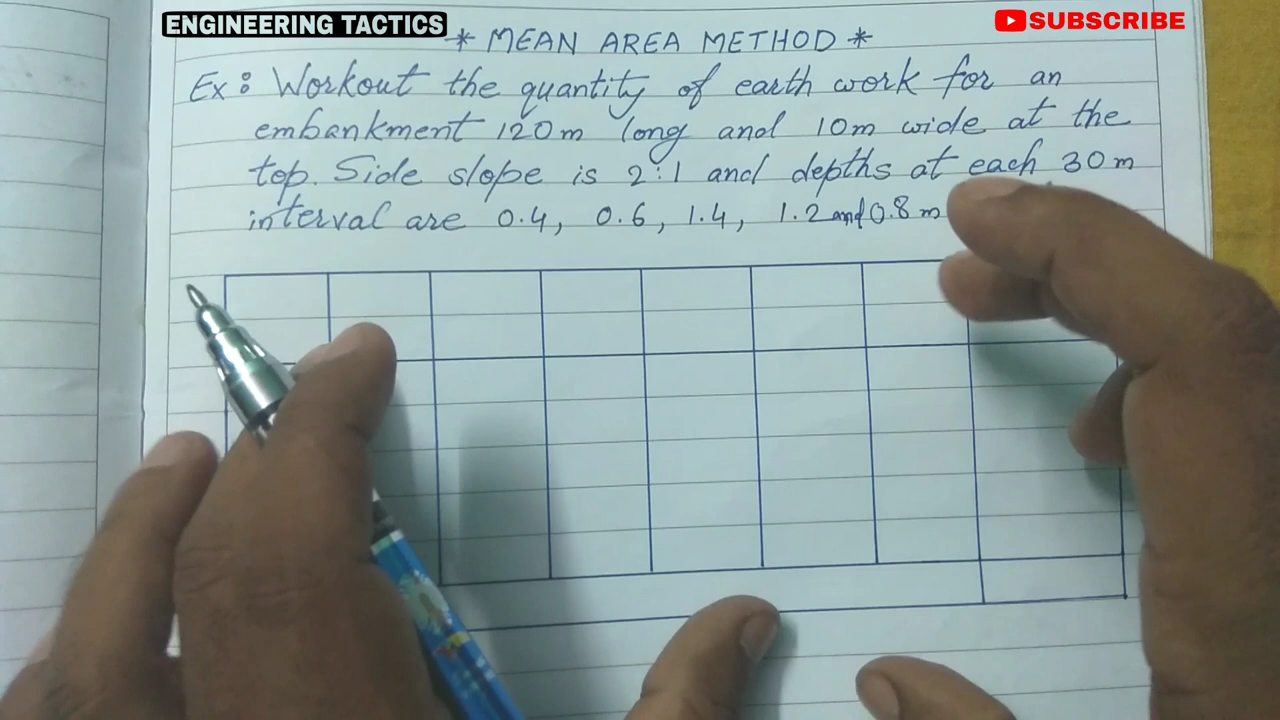 ENGINEERING TACTICS
SUBSCRIBE
* MEAN AREA METHOD *
Ex: Workout the quantity of earth work for an
embankment 120m long and 10m wide at the
top. Side slope is 2:1 and depths at each 30m
interval are 0.4, 0.6, 1.4, 1.2 and 0.8 m